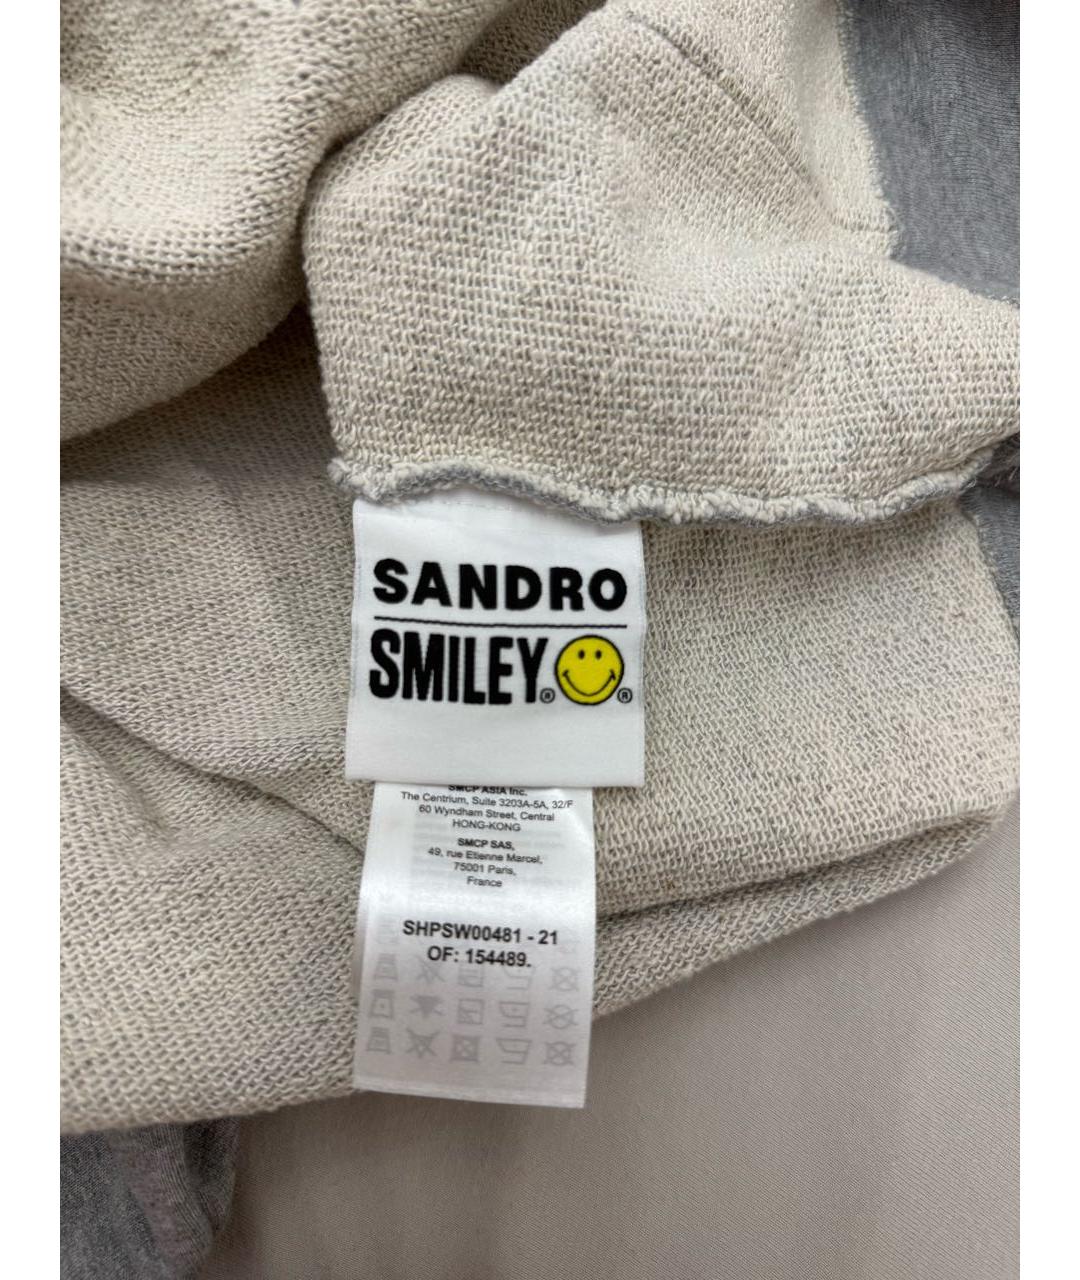 SANDRO
SMILEY® ®
SMCP ASIA Inc.
The Centrium, Suite 3203A-5A, 32/F
60 Wyndham Street, Central
HONG-KONG
SMCP SAS,
49, rue Etienne Marcel,
75001 Paris,
France
SHPSW00481 - 21
OF: 154489.